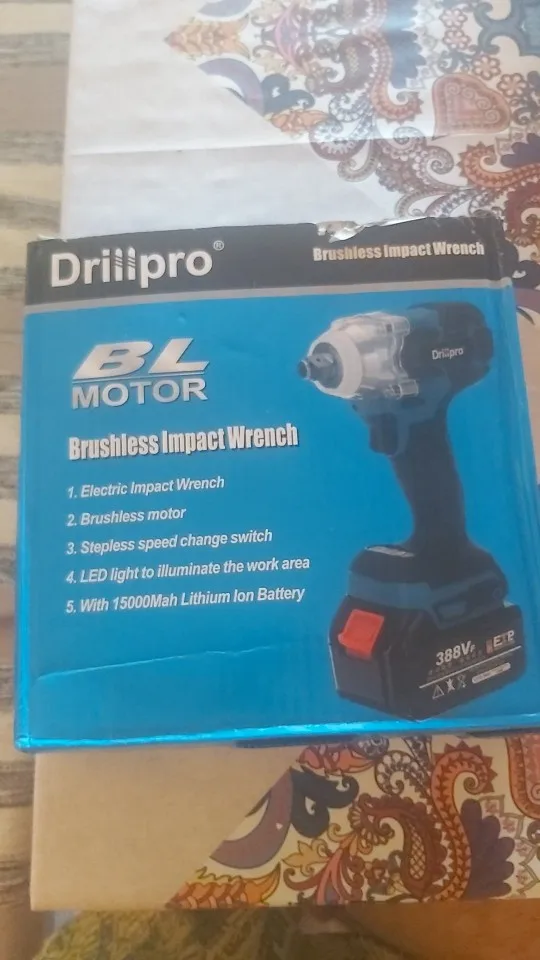 Drillpro®
Brushless Impact Wrench
BL
MOTOR
Drillpro
Brushless Impact Wrench
1. Electric Impact Wrench
2. Brushless motor
3. Stepless speed change switch
4. LED light to illuminate the work area
5. With 15000Mah Lithium Ion Battery
388VF